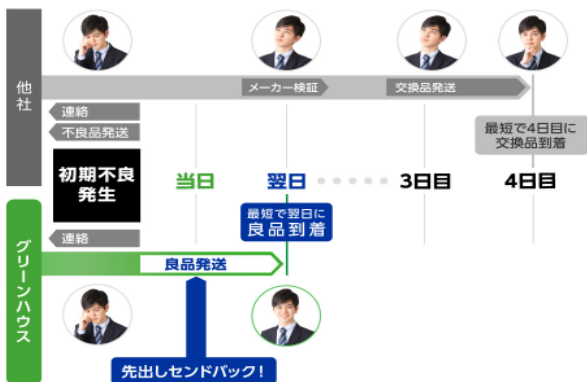 他社
メーカー検証
交換品発送
連絡
不良品発送
最短で4日目に
交換品到着
初期不良
発生
当日
翌日
3日目
4日目
最短で翌日に
良品到着
連絡
グリーンハウス
良品発送
先出しセンドバック!